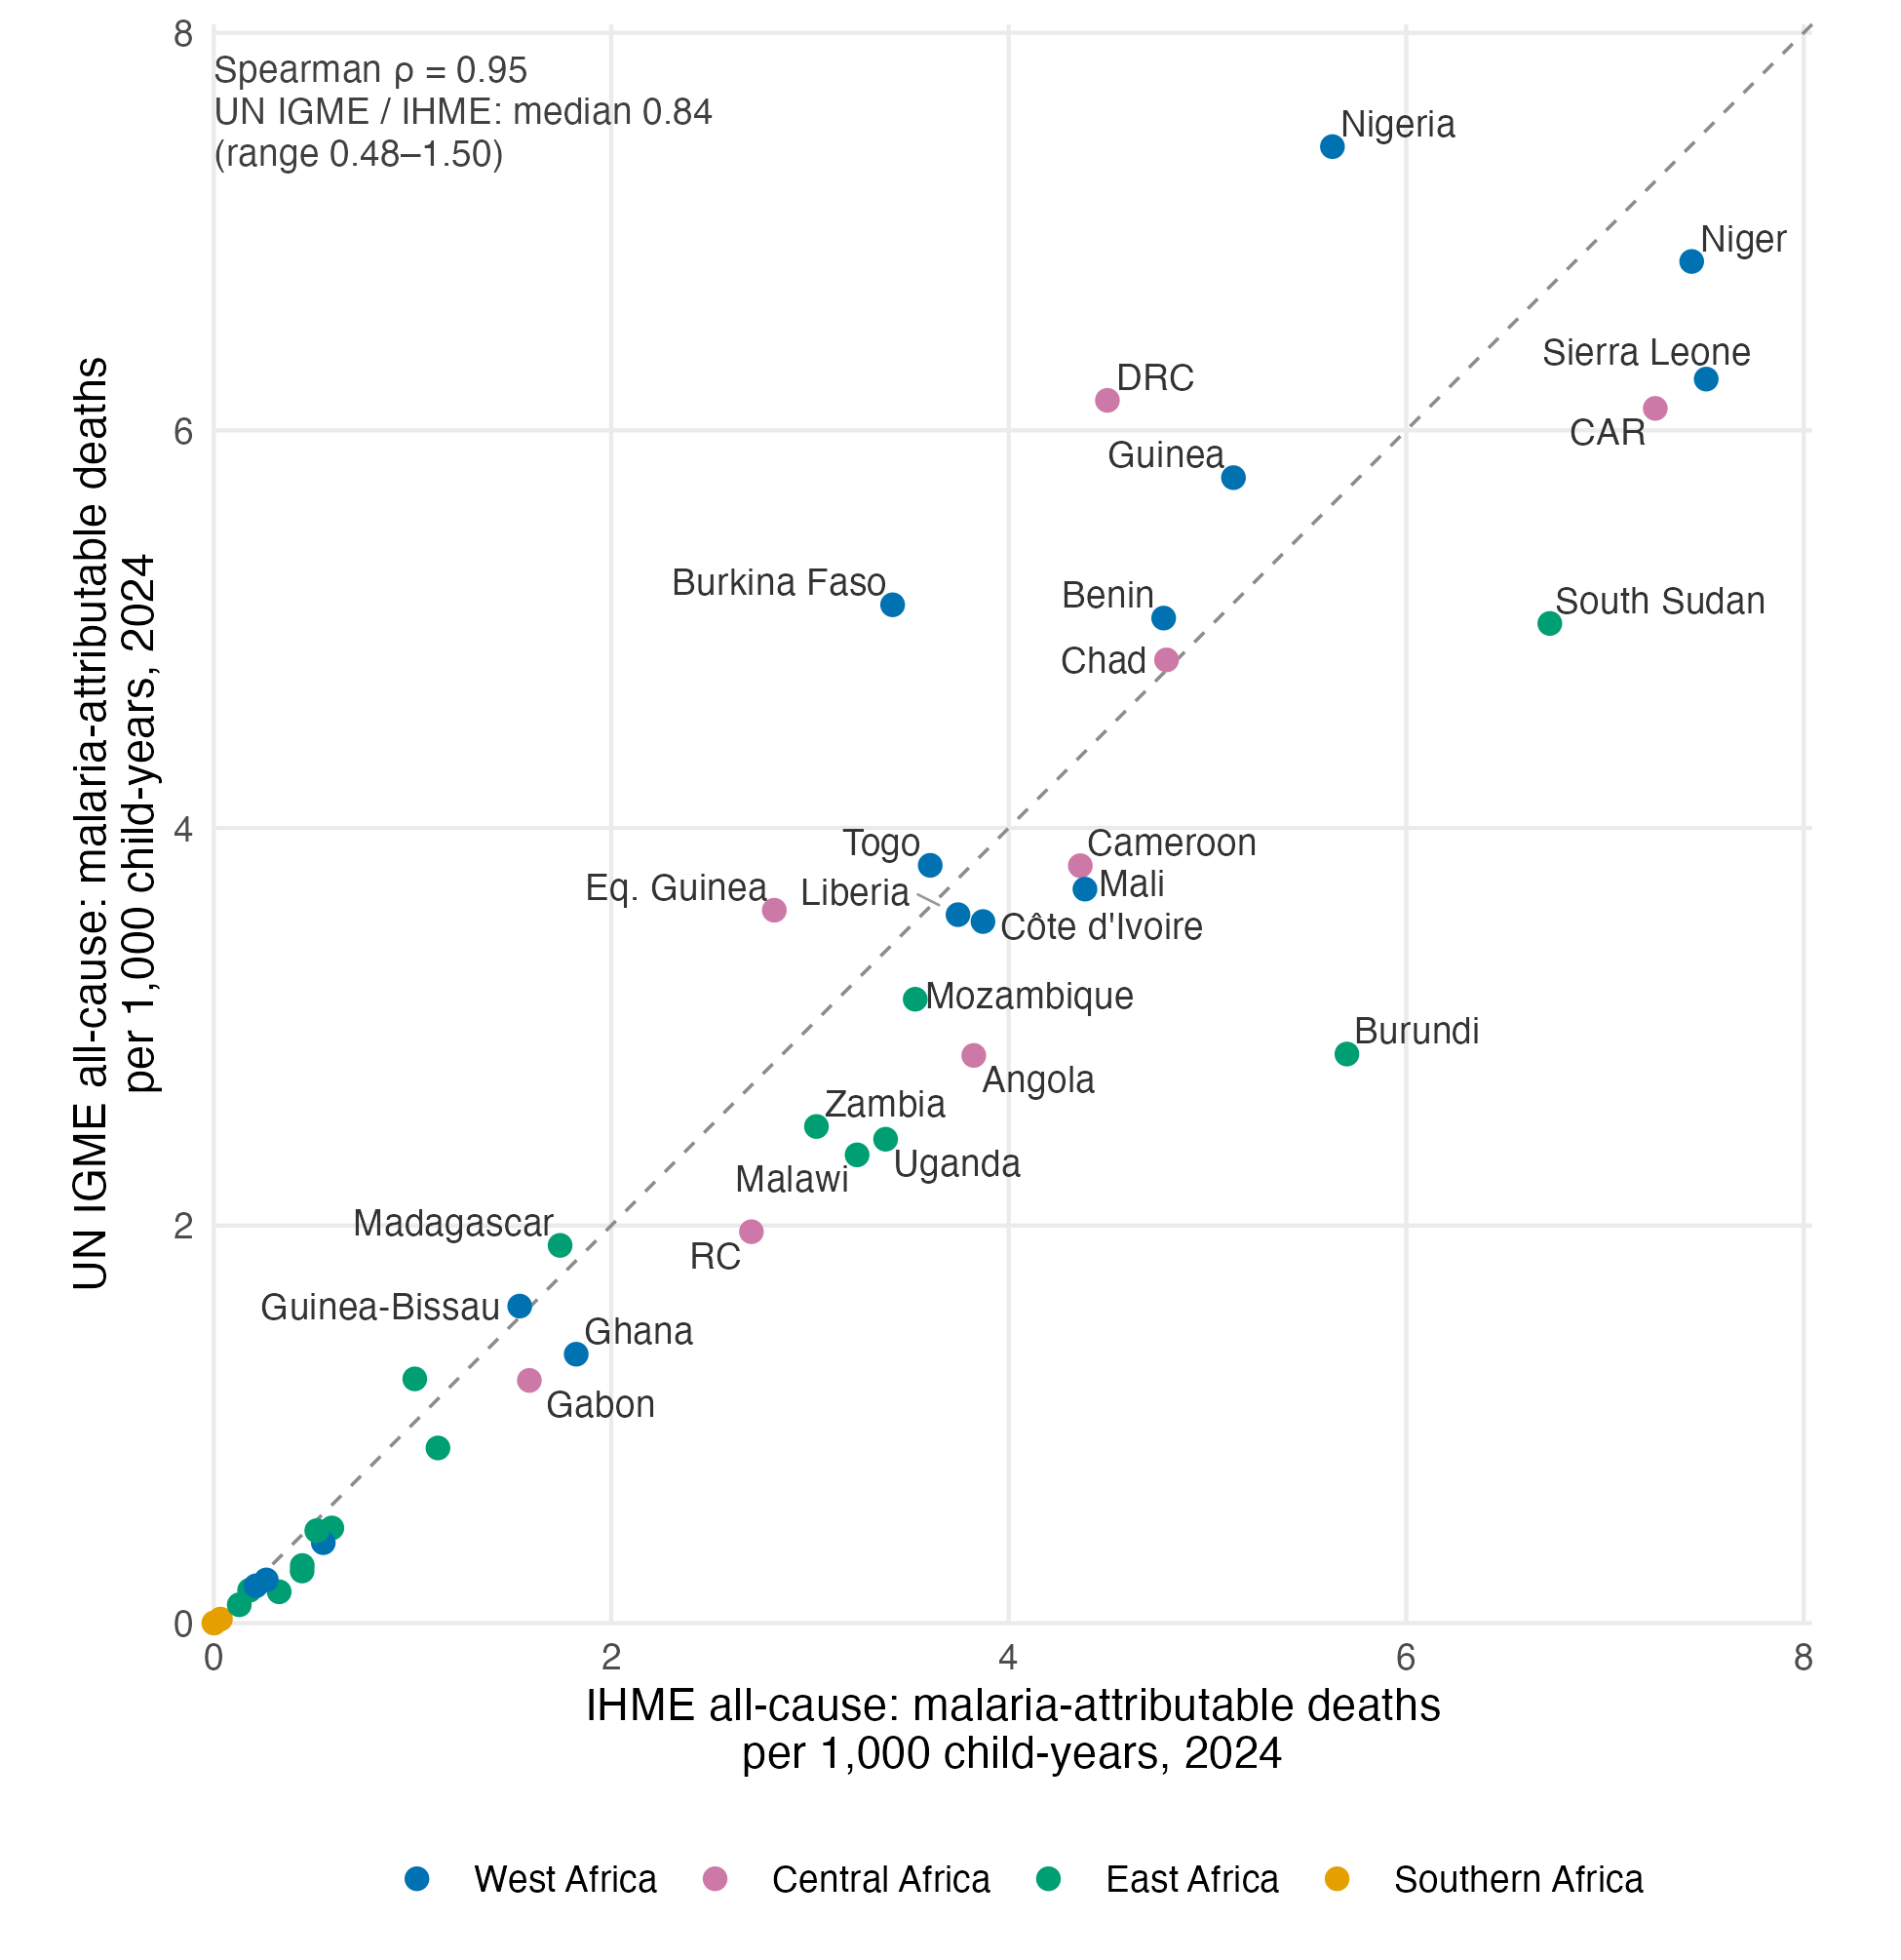 8
Spearman ρ = 0.95
UN IGME / IHME: median 0.84
(range 0.48–1.50)
Nigeria
Niger
Sierra Leone
DRC
6
CAR
Guinea
Burkina Faso
Benin
South Sudan
Chad
4
Togo
Cameroon
Eq. Guinea
Liberia
Mali
Côte d'Ivoire
Mozambique
Burundi
Angola
Zambia
Uganda
Malawi
2
Madagascar
RC
Guinea-Bissau
Ghana
Gabon
0
UN IGME all-cause: malaria-attributable deaths
per 1,000 child-years, 2024
0 2 4 6 8
IHME all-cause: malaria-attributable deaths
per 1,000 child-years, 2024
West Africa Central Africa East Africa Southern Africa